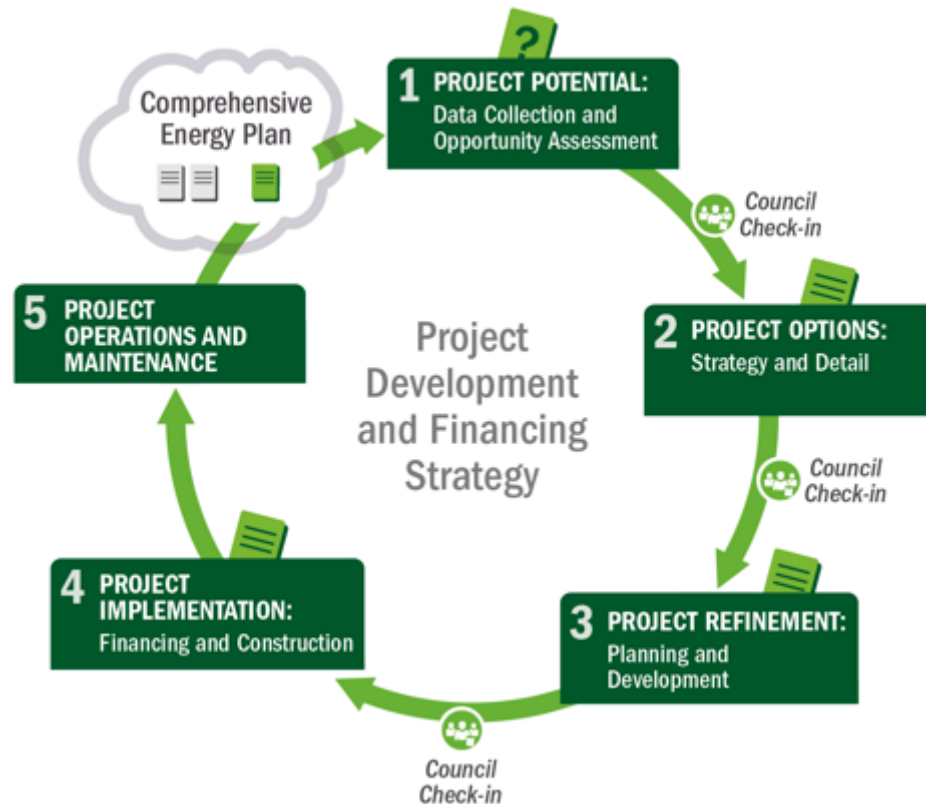 Comprehensive
Energy Plan
?
1 PROJECT POTENTIAL:
Data Collection and
Opportunity Assessment
Council
Check-in
2 PROJECT OPTIONS:
Strategy and Detail
Council
Check-in
3 PROJECT REFINEMENT:
Planning and
Development
Council
Check-in
4 PROJECT
IMPLEMENTATION:
Financing and Construction
5 PROJECT
OPERATIONS AND
MAINTENANCE
Project
Development
and Financing
Strategy